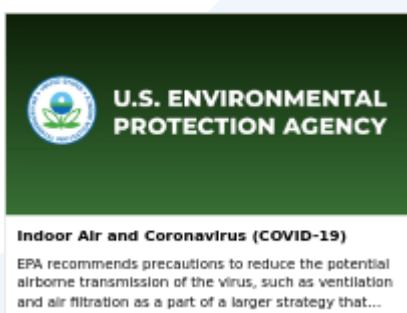 U.S. ENVIRONMENTAL
PROTECTION AGENCY
Indoor Air and Coronavirus (COVID-19)
EPA recommends precautions to reduce the potential
airborne transmission of the virus, such as ventilation
and air filtration as a part of a larger strategy that...